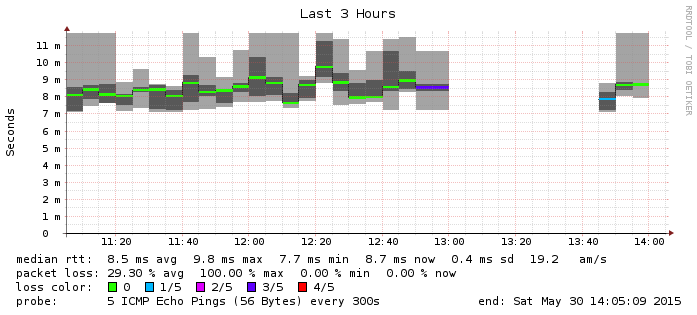 Last 3 Hours
RRDTOOL / TOBI OETIKER
Seconds
11 m
10 m
9 m
8 m
7 m
6 m
5 m
4 m
3 m
2 m
1 m
0
11:20 11:40 12:00 12:20 12:40 13:00 13:20 13:40 14:00
median rtt: 8.5 ms avg 9.8 ms max 7.7 ms min 8.7 ms now 0.4 ms sd 19.2 am/s
packet loss: 29.30 % avg 100.00 % max 0.00 % min 0.00 % now
loss color: 0 1/5 2/5 3/5 4/5
probe: 5 ICMP Echo Pings (56 Bytes) every 300s end: Sat May 30 14:05:09 2015